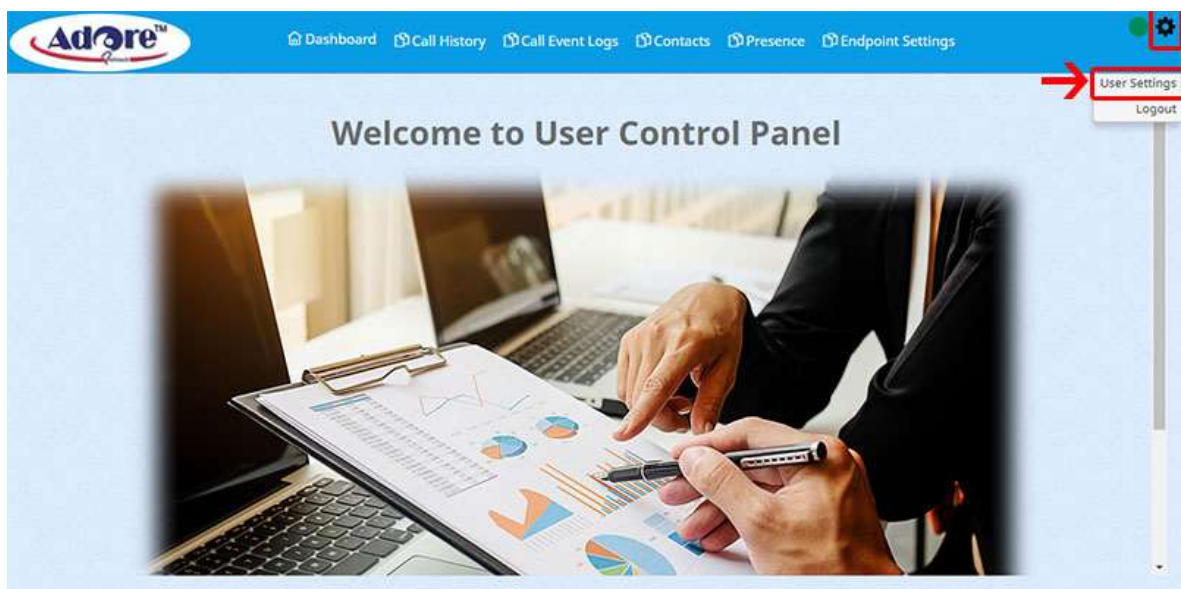 Adore™
Dashboard Call History Call Event Logs Contacts Presence Endpoint Settings
User Settings
Logout
Welcome to User Control Panel